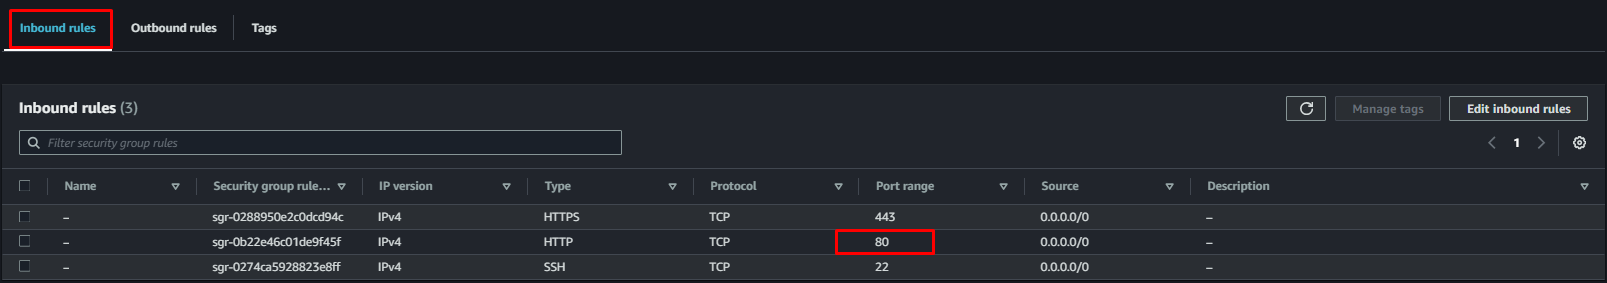 Inbound rules Outbound rules Tags
Inbound rules (3) Manage tags Edit inbound rules
Filter security group rules 1
Name Security group rule... IP version Type Protocol Port range Source Description
– sgr-0288950e2c0dcd94c IPv4 HTTPS TCP 443 0.0.0.0/0 –
– sgr-0b22e46c01de9f45f IPv4 HTTP TCP 80 0.0.0.0/0 –
– sgr-0274ca5928823e8ff IPv4 SSH TCP 22 0.0.0.0/0 –